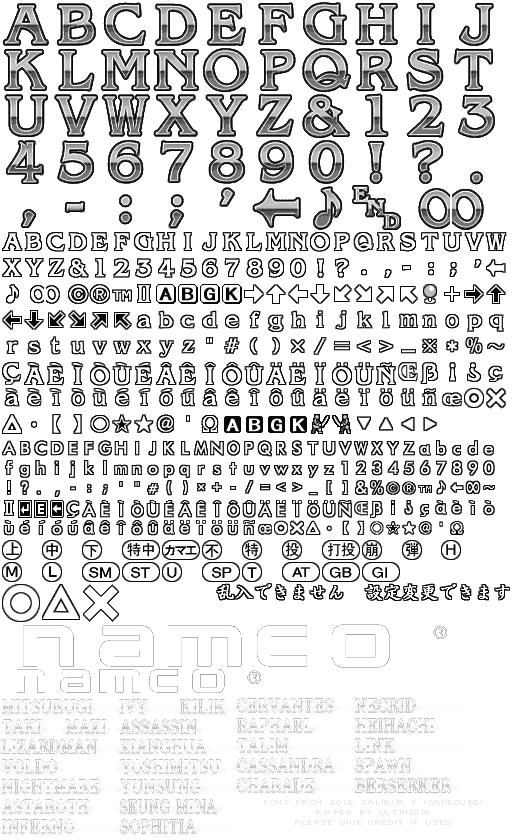 ABCDEFGHIJ
KLMNOPQRST
UVWXYZ&123
4567890!?.
,-:;'←♪END∞
ABCDEFGHIJKLMNOPQRSTUVW
XYZ&1234567890!?.,-:;'⇦
♪∞©®™ⅡABGK⇨⇧⇦⇩+➡⬆
abcdefghijklmnopq
rstuvwxyz"#()×/=<>_※*%~
ÇÀÈÌÒÙÊÂÊÎÔÛÄËÏÖÜÑŒß¡¿ç
àèìòùéâêîôûäëïöüñœ○×
△・【】○★☆@'ΩABGK▽△◁▷
ABCDEFGHIJKLMNOPQRSTUVWXYZabcde
fghijklmnopqrstuvwxyz1234567890
上 中 下 特中 カマエ 不 特 投 打投 崩 弾 H
M L SM ST U SP T AT GB GI
○△× 乱入できません 設定変更できます
namco ®
namco ®
MITSURUGI IVY KILIK CERVANTES NECRID
TAKI MAXI ASSASSIN RAPHAEL HEIHACHI
LIZARDMAN XIANGHUA TALIM LINK
VOLDO YOSHIMITSU CASSANDRA SPAWN
NIGHTMARE YUNSUNG CHARADE BERSERKER
ASTAROTH SEUNG MINA
INFERNO SOPHITIA
FONT FROM SOUL CALIBUR II (GAMECUBE)
RIPPED BY ULTIMECIA
PLEASE GIVE CREDIT IF USED